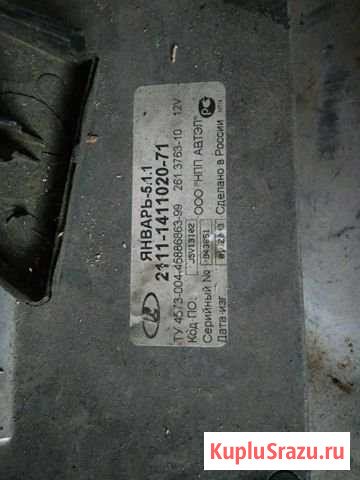 ЯНВАРЬ-5.1.1
2111-1411020-71
ТУ 4573-004-45886863-99 261.3763-10 12V
Код ПО. J5V13I02 ООО "НПП АВТЭЛ"
Серийный № Сделано в России
Дата изг.
KupluSrazu.ru